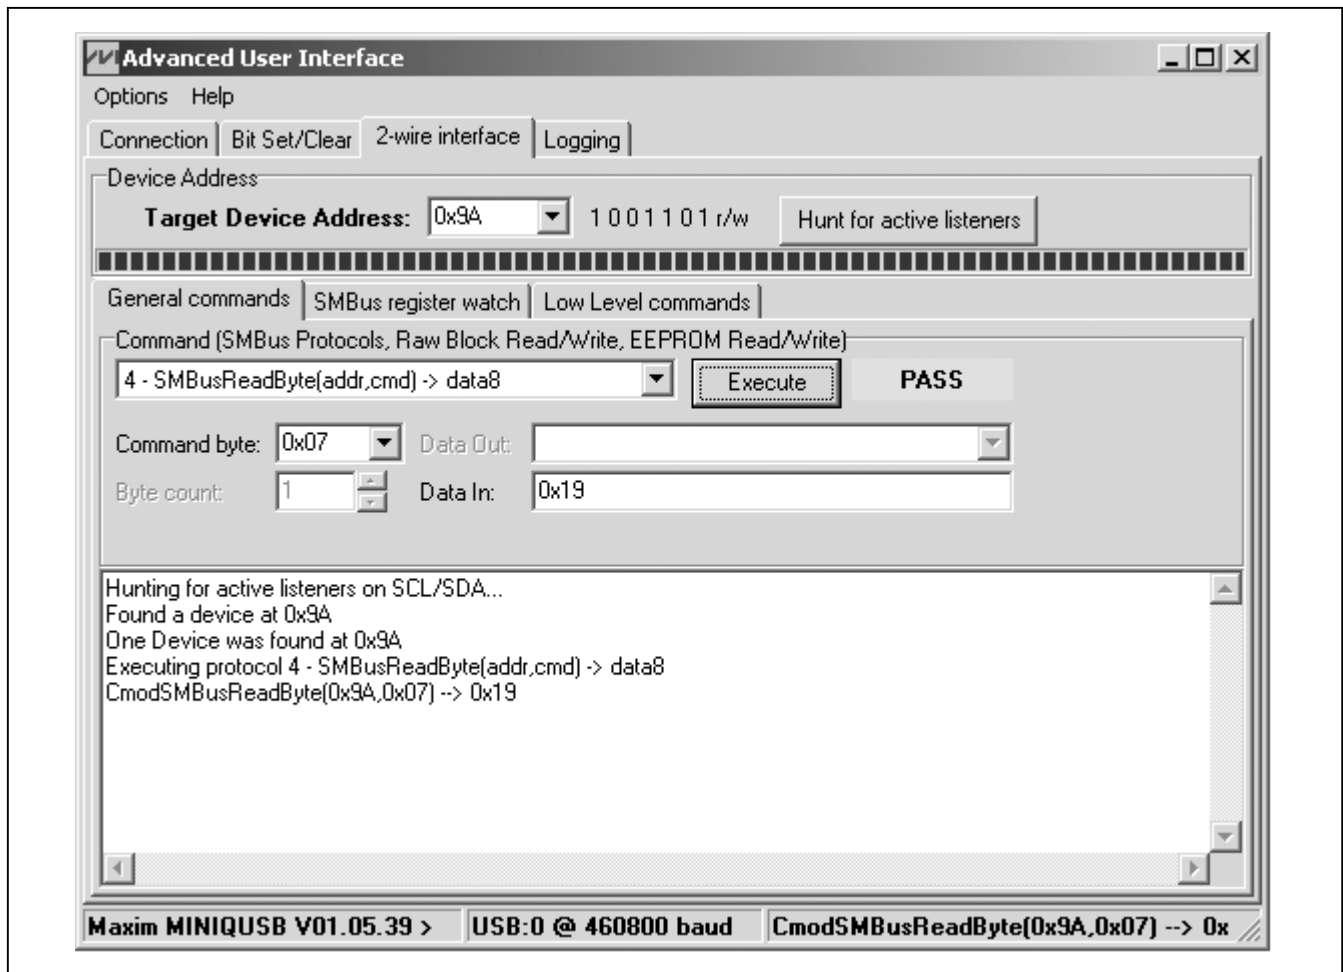 Advanced User Interface
Options Help
Connection Bit Set/Clear 2-wire interface Logging
Device Address
Target Device Address: 0x9A 1 0 0 1 1 0 1 r/w Hunt for active listeners
General commands SMBus register watch Low Level commands
Command (SMBus Protocols, Raw Block Read/Write, EEPROM Read/Write)
4 - SMBusReadByte(addr,cmd) -> data8 Execute PASS
Command byte: 0x07 Data Out:
Byte count: 1 Data In: 0x19
Hunting for active listeners on SCL/SDA...
Found a device at 0x9A
One Device was found at 0x9A
Executing protocol 4 - SMBusReadByte(addr,cmd) -> data8
CmodSMBusReadByte(0x9A,0x07) --> 0x19
Maxim MINIQUSB V01.05.39 > USB:0 @ 460800 baud CmodSMBusReadByte(0x9A,0x07) --> 0x